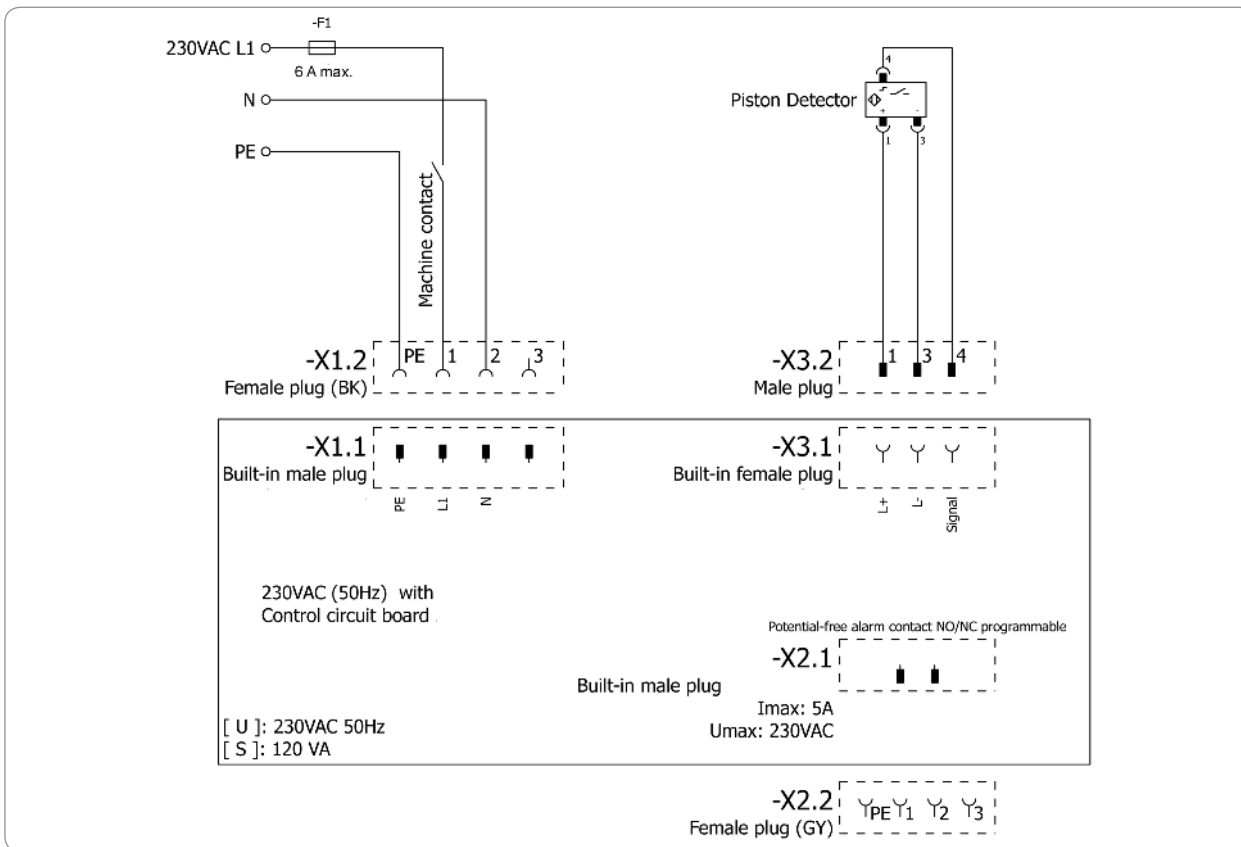 -F1
230VAC L1
6 A max.
N
PE
Machine contact
4
Piston Detector
+ -
1 3
-X1.2 PE 1 2 3
Female plug (BK)
-X3.2 1 3 4
Male plug
-X1.1
Built-in male plug
PE L1 N
-X3.1
Built-in female plug
L+ L- Signal
230VAC (50Hz) with
Control circuit board
Potential-free alarm contact NO/NC programmable
-X2.1
Built-in male plug
Imax: 5A
Umax: 230VAC
[ U ]: 230VAC 50Hz
[ S ]: 120 VA
-X2.2 PE 1 2 3
Female plug (GY)